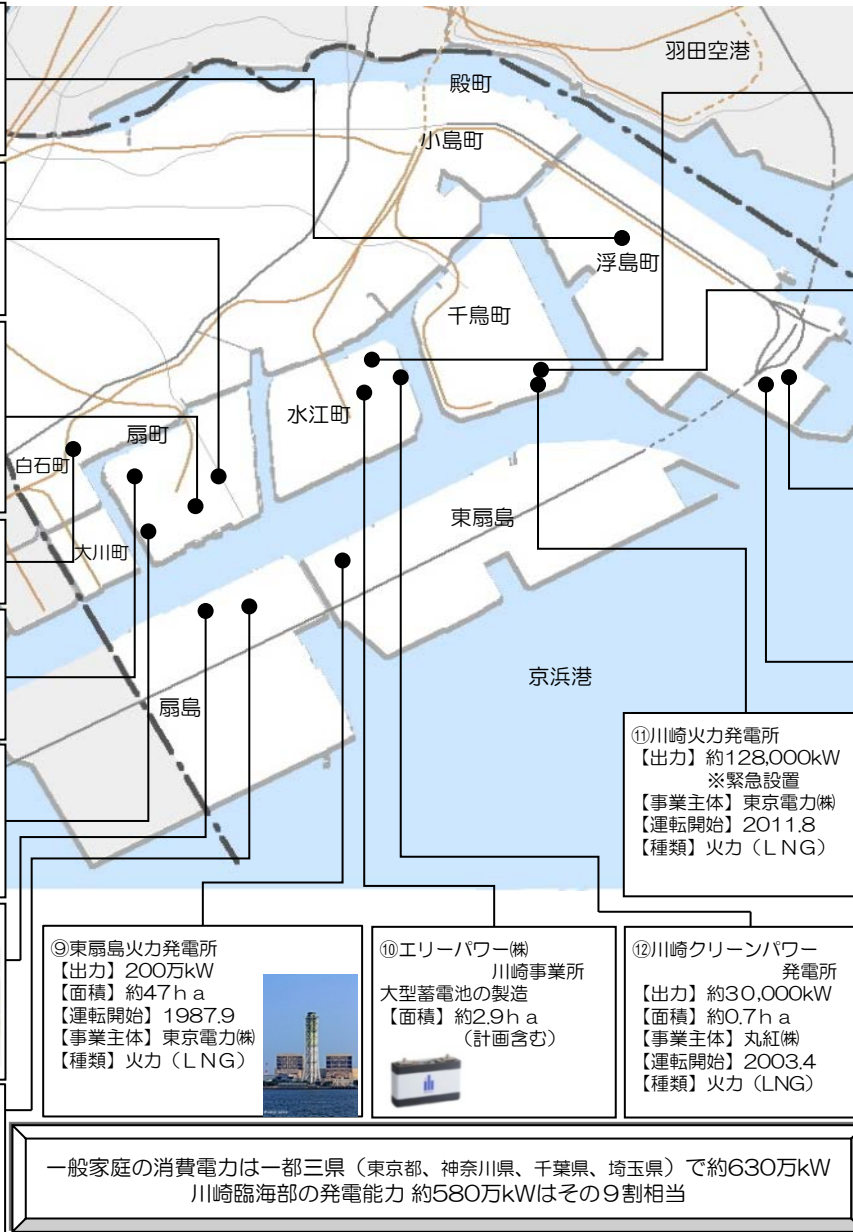 羽田空港
殿町
小島町
浮島町
千鳥町
水江町
扇町
白石町
東扇島
大川町
京浜港
扇島
⑪川崎火力発電所
【出力】約128,000kW
※緊急設置
【事業主体】東京電力㈱
【運転開始】2011.8
【種類】火力（ＬＮＧ）
⑨東扇島火力発電所
【出力】200万kW
【面積】約47ｈａ
【運転開始】1987.9
【事業主体】東京電力㈱
【種類】火力（ＬＮＧ）
⑩エリーパワー㈱
川崎事業所
大型蓄電池の製造
【面積】約2.9ｈａ
（計画含む）
⑫川崎クリーンパワー
発電所
【出力】約30,000kW
【面積】約0.7ｈａ
【事業主体】丸紅㈱
【運転開始】2003.4
【種類】火力（LNG）
一般家庭の消費電力は一都三県（東京都、神奈川県、千葉県、埼玉県）で約630万kW
川崎臨海部の発電能力 約580万kWはその９割相当